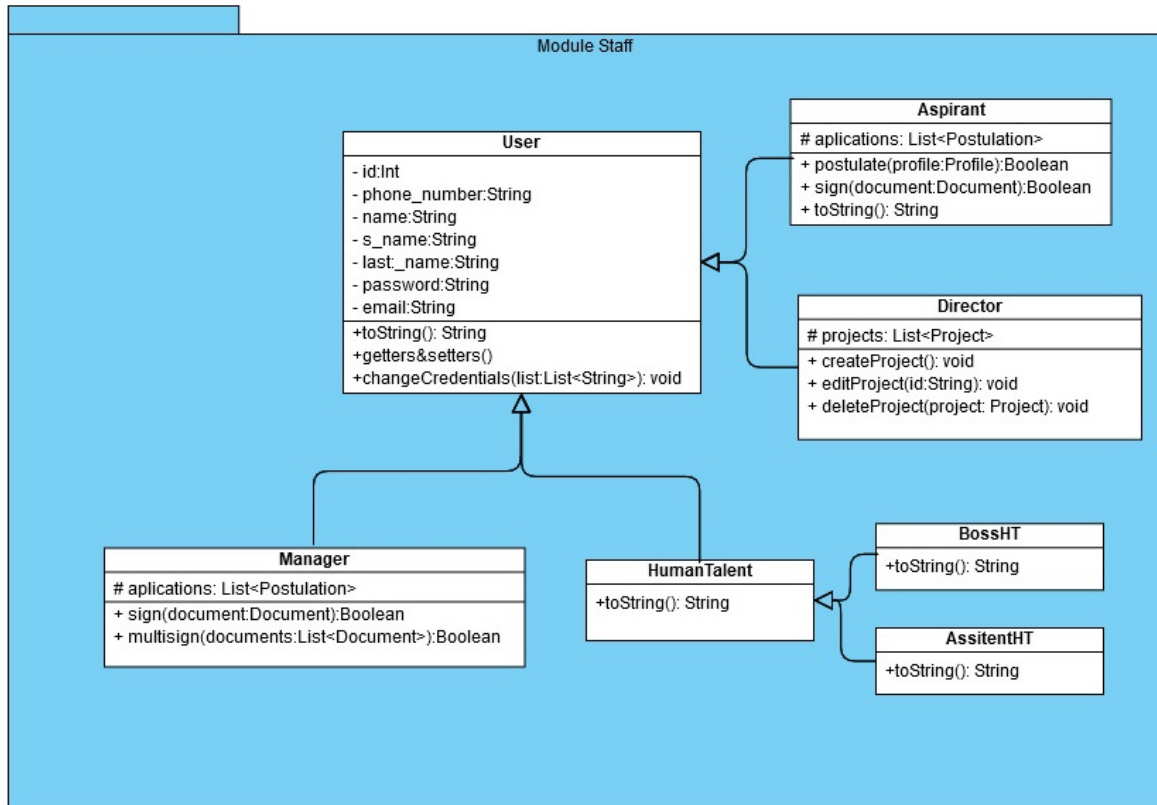 Module Staff
User
- id:Int
- phone_number:String
- name:String
- s_name:String
- last:_name:String
- password:String
- email:String
+toString(): String
+getters&setters()
+changeCredentials(list:List<String>): void
Aspirant
# aplications: List<Postulation>
+ postulate(profile:Profile):Boolean
+ sign(document:Document):Boolean
+ toString(): String
Director
# projects: List<Project>
+ createProject(): void
+ editProject(id:String): void
+ deleteProject(project: Project): void
Manager
# aplications: List<Postulation>
+ sign(document:Document):Boolean
+ multisign(documents:List<Document>):Boolean
HumanTalent
+toString(): String
BossHT
+toString(): String
AssitentHT
+toString(): String